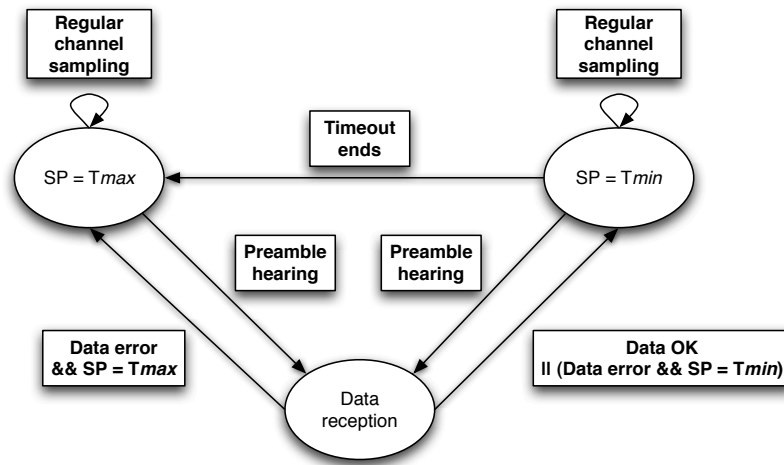 Regular
channel
sampling
Regular
channel
sampling
Timeout
ends
SP = Tmax
SP = Tmin
Preamble
hearing
Preamble
hearing
Data error
&& SP = Tmax
Data OK
II (Data error && SP = Tmin)
Data
reception